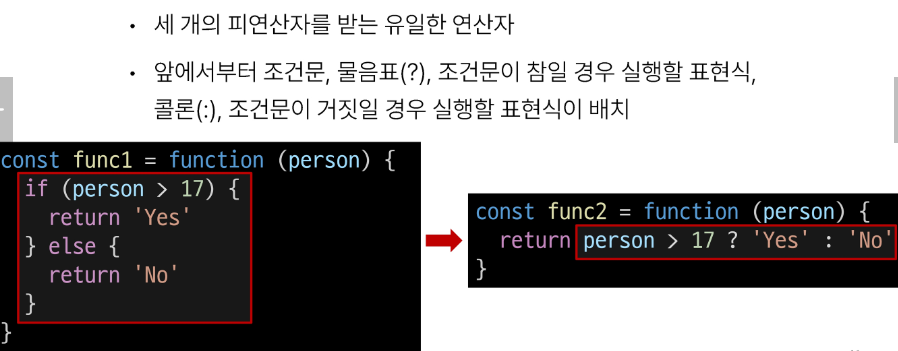 • 세 개의 피연산자를 받는 유일한 연산자
• 앞에서부터 조건문, 물음표(?), 조건문이 참일 경우 실행할 표현식,
콜론(:), 조건문이 거짓일 경우 실행할 표현식이 배치
const func1 = function (person) {
  if (person > 17) {
    return 'Yes'
  } else {
    return 'No'
  }
}
const func2 = function (person) {
  return person > 17 ? 'Yes' : 'No'
}